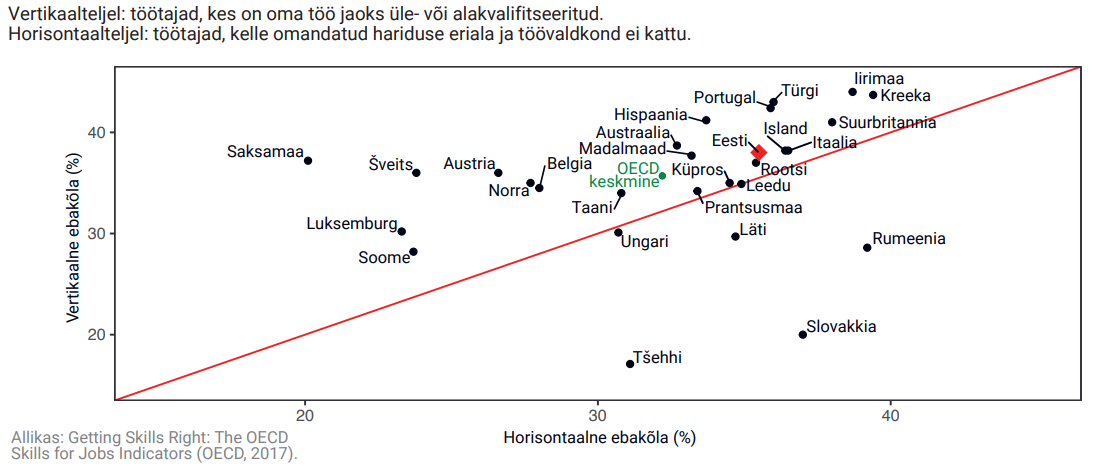 Vertikaalteljel: töötajad, kes on oma töö jaoks üle- või alakvalifitseeritud.
Horisontaalteljel: töötajad, kelle omandatud hariduse eriala ja töövaldkond ei kattu.
Iirimaa
Türgi
Kreeka
Portugal
Hispaania
Suurbritannia
Island
Austraalia
40
Eesti
Itaalia
Madalmaad
Saksamaa
Šveits
Austria
Belgia
OECD
keskmine
Küpros
Rootsi
Norra
Leedu
Taani
Prantsusmaa
Luksemburg
Läti
30
Ungari
Rumeenia
Soome
Slovakkia
20
Tšehhi
Vertikaalne ebakõla (%)
20
30
40
Horisontaalne ebakõla (%)
Allikas: Getting Skills Right: The OECD
Skills for Jobs Indicators (OECD, 2017).